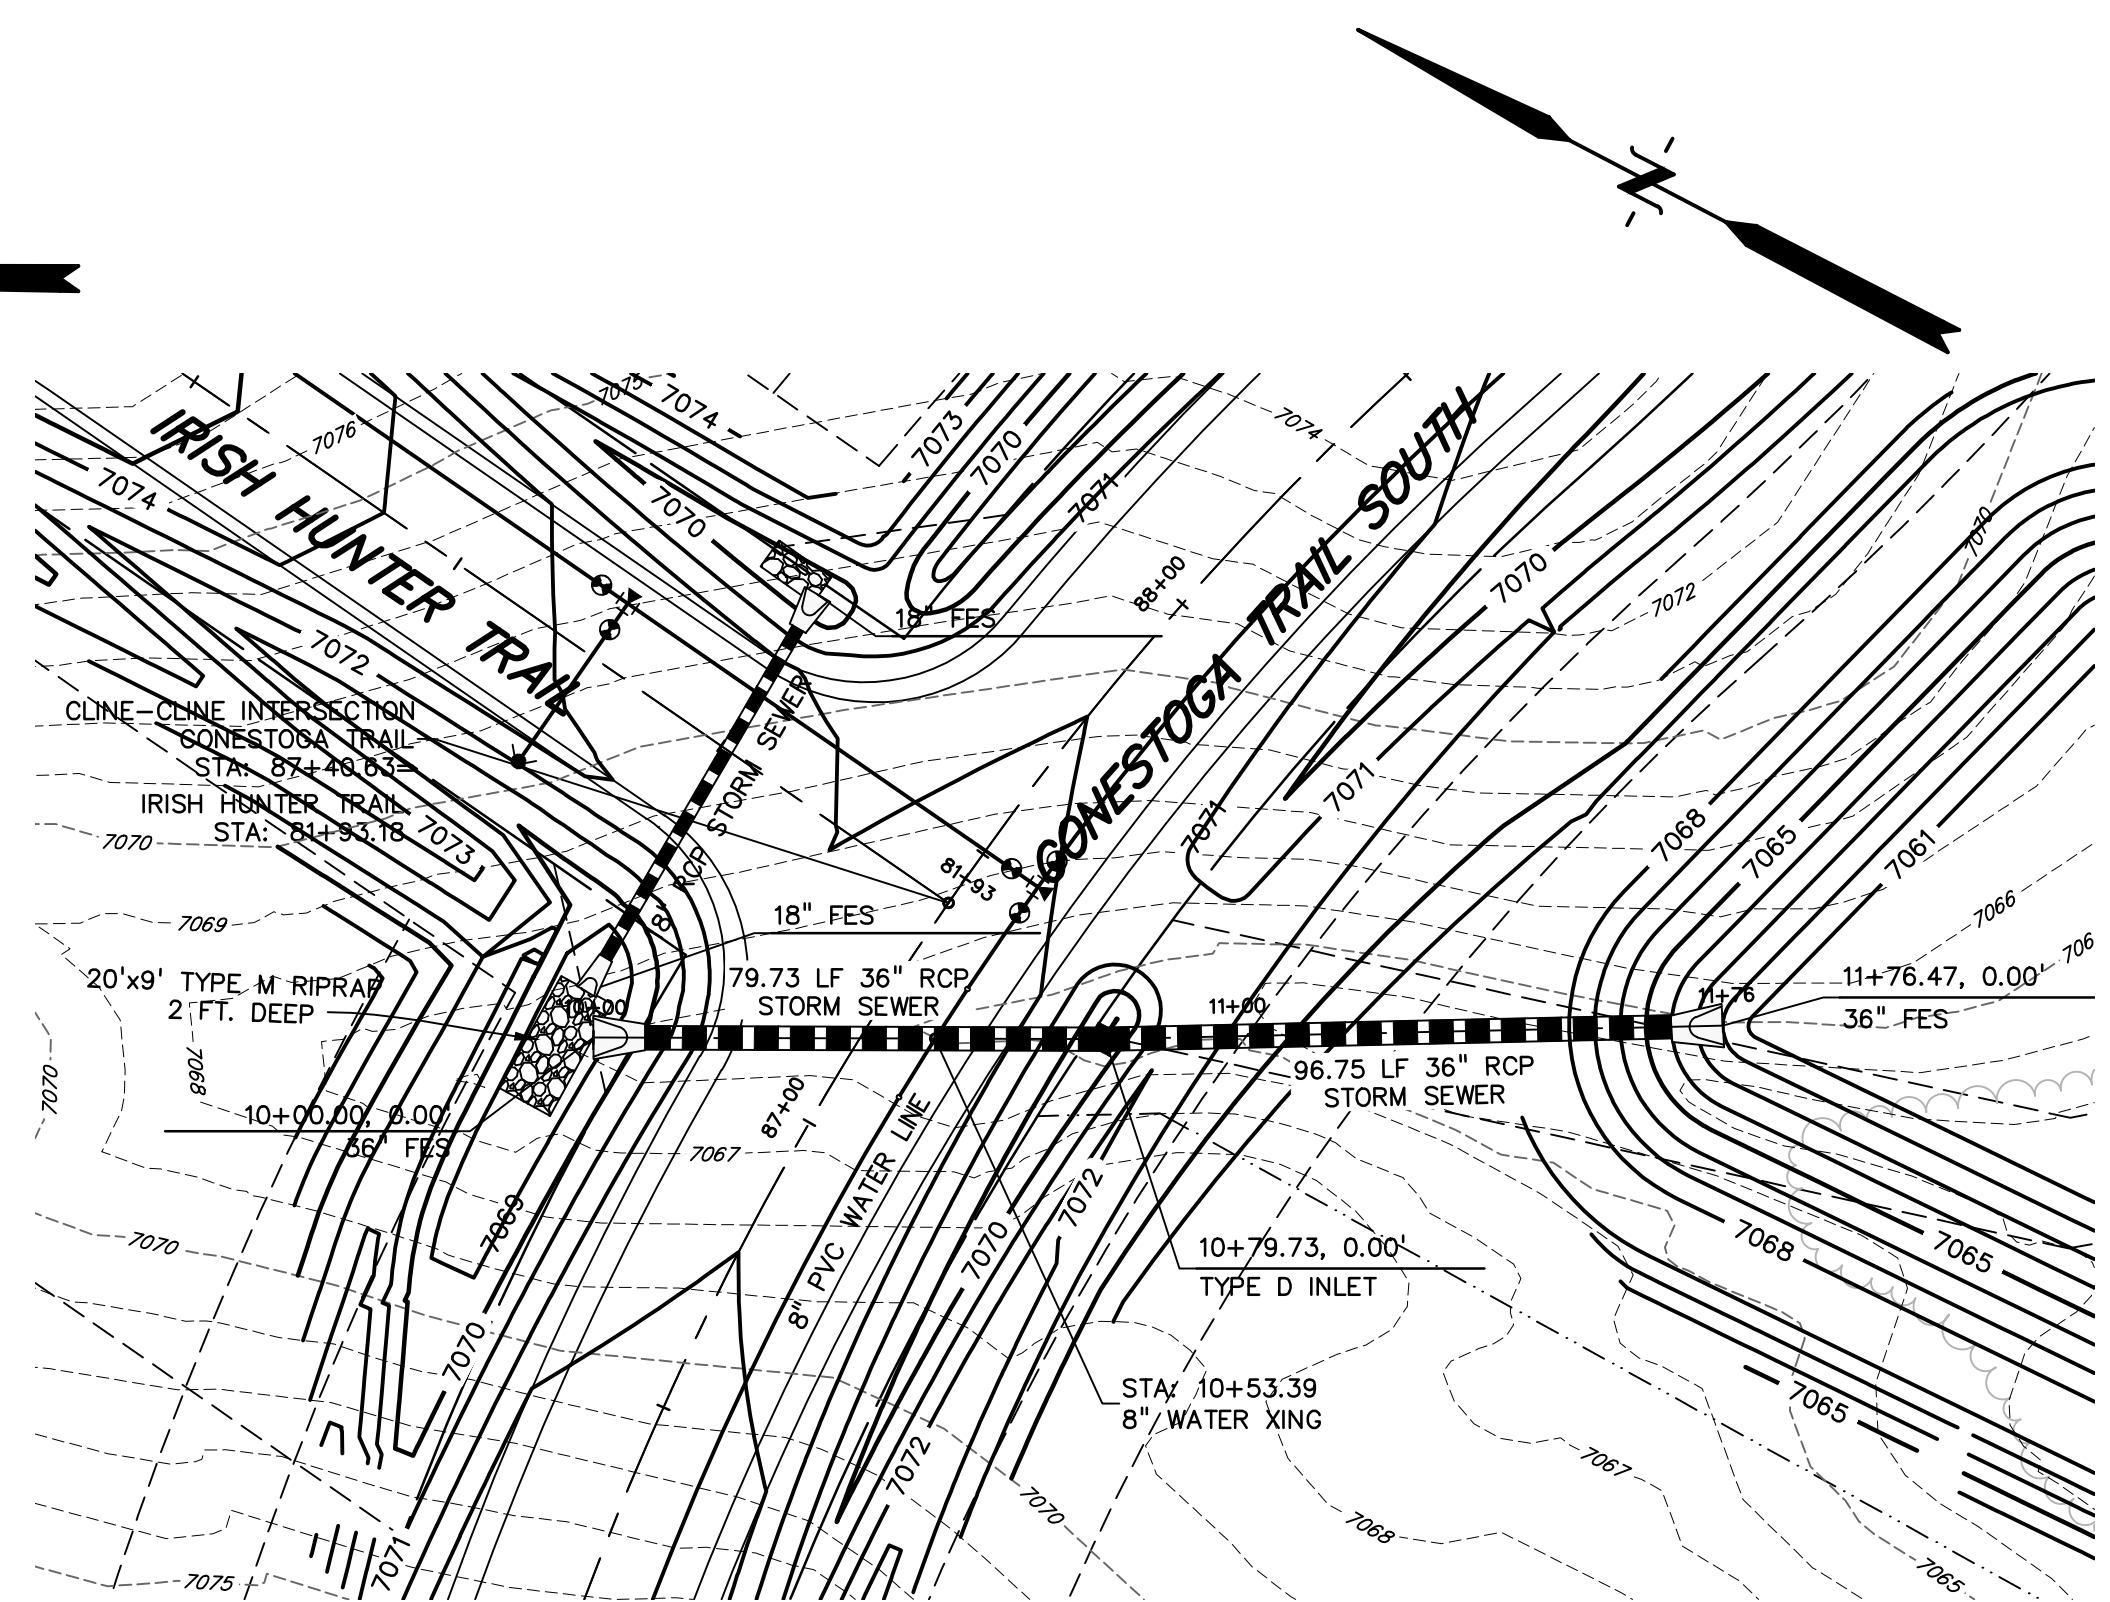 N
7075
7074
7073
7070
7074
7076
IRISH HUNTER TRAIL
7074
7070
7071
CONESTOGA TRAIL SOUTH
7070
7070
7072
88+00
18" FES
7072
CLINE-CLINE INTERSECTION
CONESTOGA TRAIL
STA: 87+40.63=
IRISH HUNTER TRAIL
STA: 81+93.18
7070
7073
RCP STORM SEWER
81+93
7071
7071
7068
7065
7061
7066
7069
18" FES
20'x9' TYPE M RIPRAP
2 FT. DEEP
10+00
79.73 LF 36" RCP
STORM SEWER
11+00
11+76
11+76.47, 0.00'
36" FES
706
7070
7068
96.75 LF 36" RCP
STORM SEWER
10+00.00, 0.00'
36" FES
87+00
7067
8" PVC WATER LINE
7072
7070
7069
7070
10+79.73, 0.00'
TYPE D INLET
7068
7065
7070
STA: 10+53.39
8" WATER XING
7065
7072
7070
7067
7068
7071
7075
7065